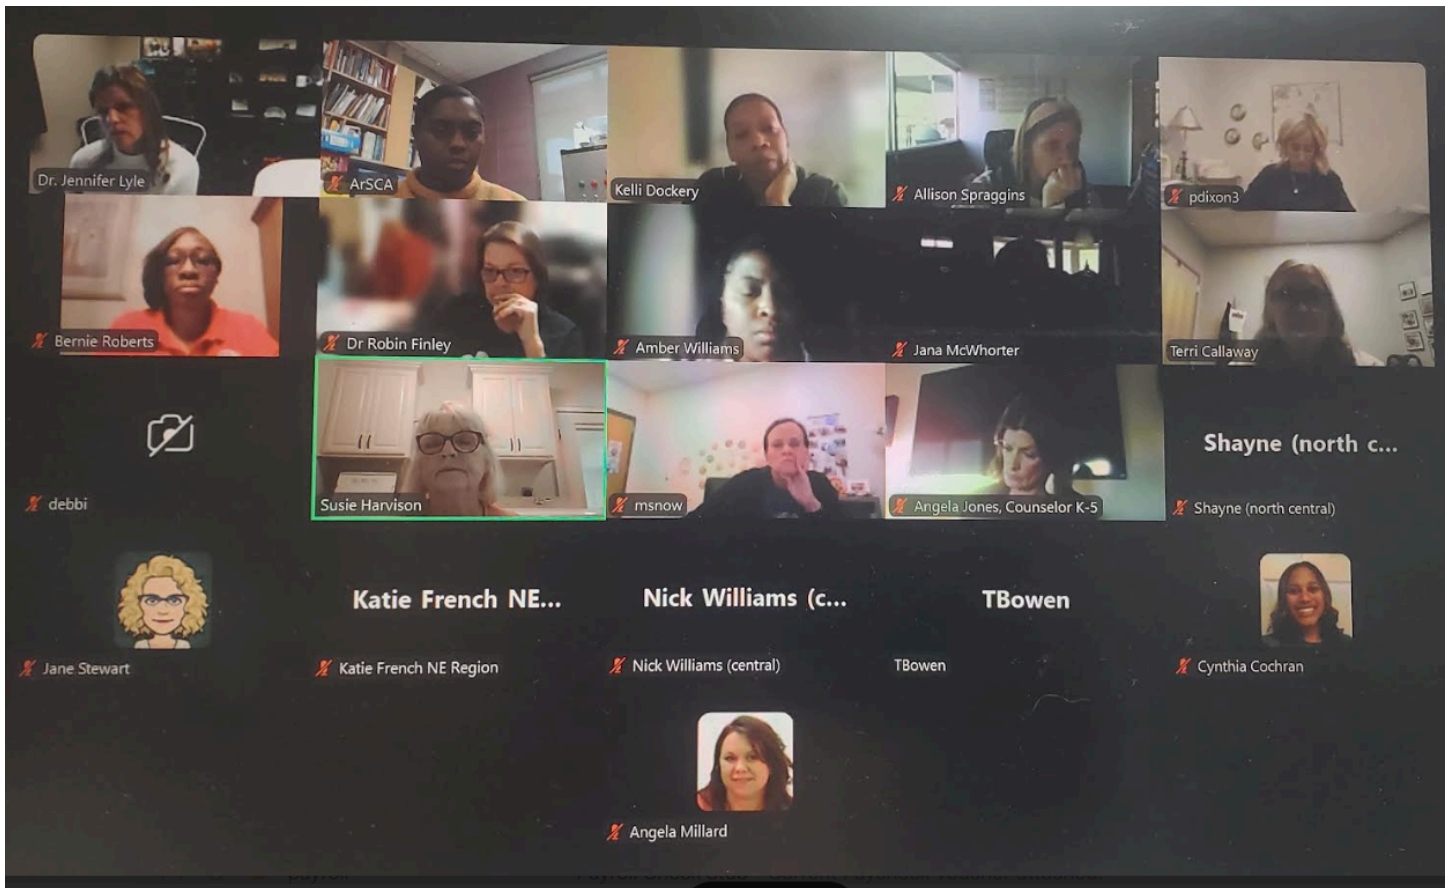 Dr. Jennifer Lyle
ArSCA
Kelli Dockery
Allison Spraggins
pdixon3
Bernie Roberts
Dr Robin Finley
Amber Williams
Jana McWhorter
Terri Callaway
debbi
Susie Harvison
msnow
Angela Jones, Counselor K-5
Shayne (north c...
Shayne (north central)
Jane Stewart
Katie French NE...
Katie French NE Region
Nick Williams (c...
Nick Williams (central)
TBowen
TBowen
Cynthia Cochran
Angela Millard